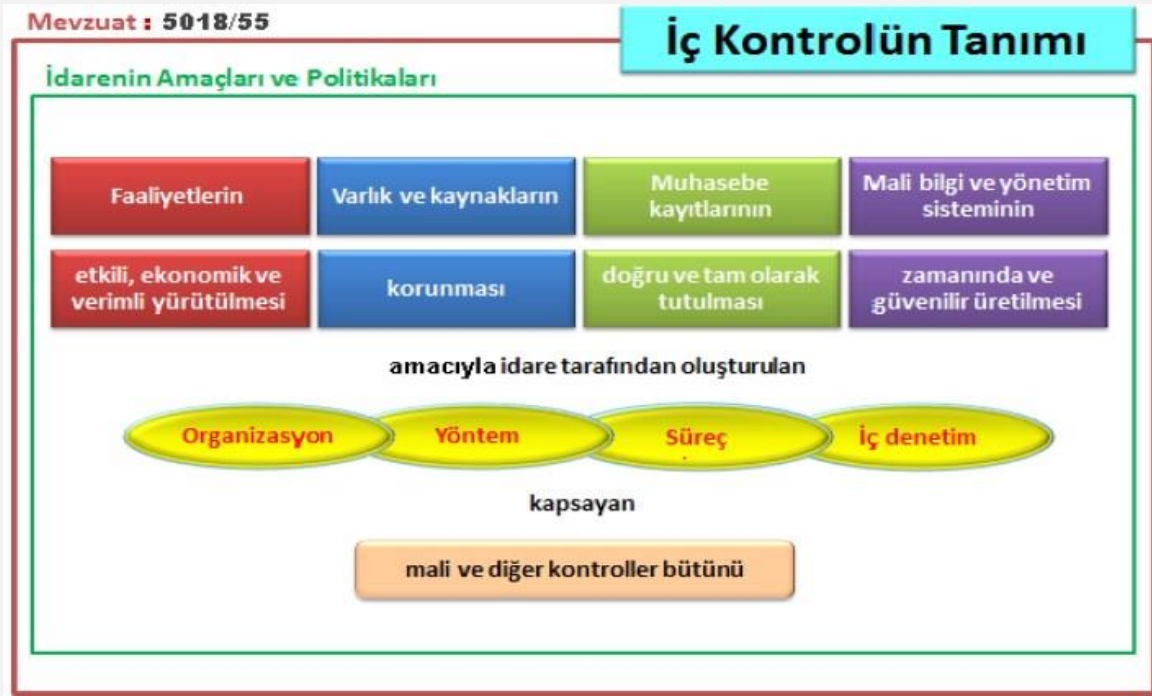 Mevzuat : 5018/55
İç Kontrolün Tanımı
İdarenin Amaçları ve Politikaları
Faaliyetlerin
Varlık ve kaynakların
Muhasebe
kayıtlarının
Mali bilgi ve yönetim
sisteminin
etkili, ekonomik ve
verimli yürütülmesi
korunması
doğru ve tam olarak
tutulması
zamanında ve
güvenilir üretilmesi
amacıyla idare tarafından oluşturulan
Organizasyon
Yöntem
Süreç
İç denetim
kapsayan
mali ve diğer kontroller bütünü